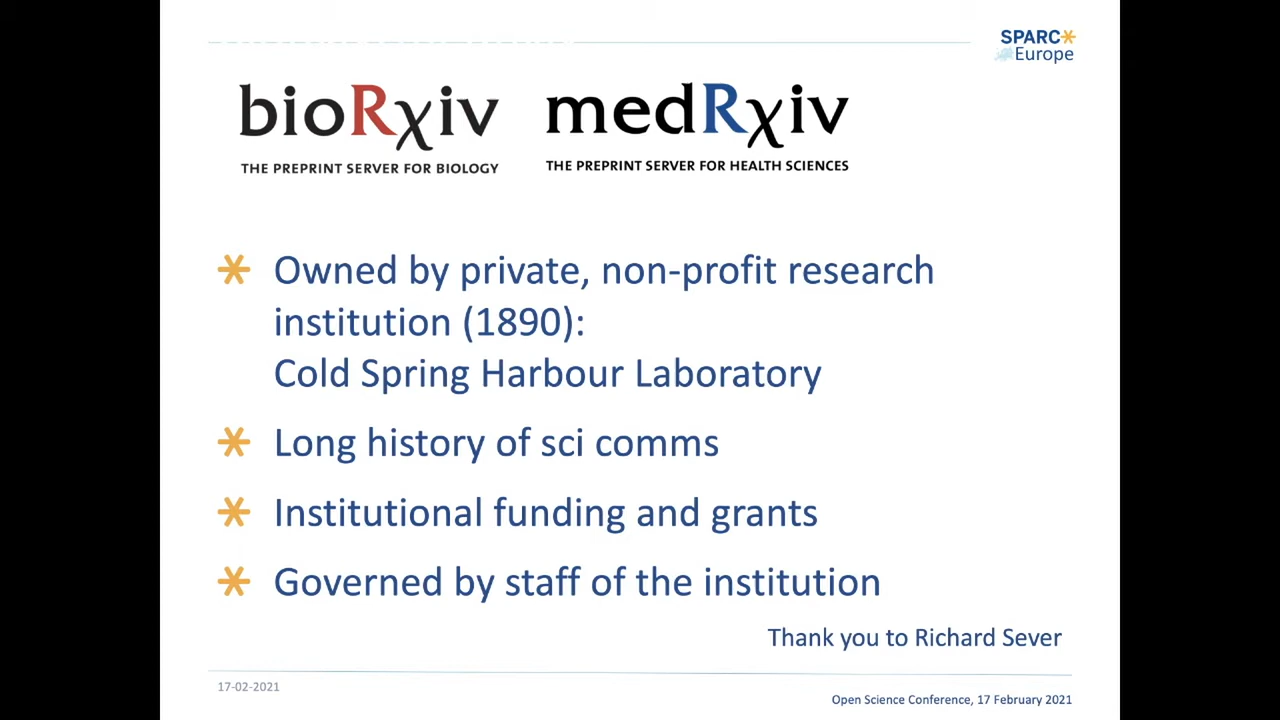 SPARC
Europe
bioRxiv medRxiv
THE PREPRINT SERVER FOR BIOLOGY THE PREPRINT SERVER FOR HEALTH SCIENCES
Owned by private, non-profit research
institution (1890):
Cold Spring Harbour Laboratory
Long history of sci comms
Institutional funding and grants
Governed by staff of the institution
Thank you to Richard Sever
17-02-2021
Open Science Conference, 17 February 2021